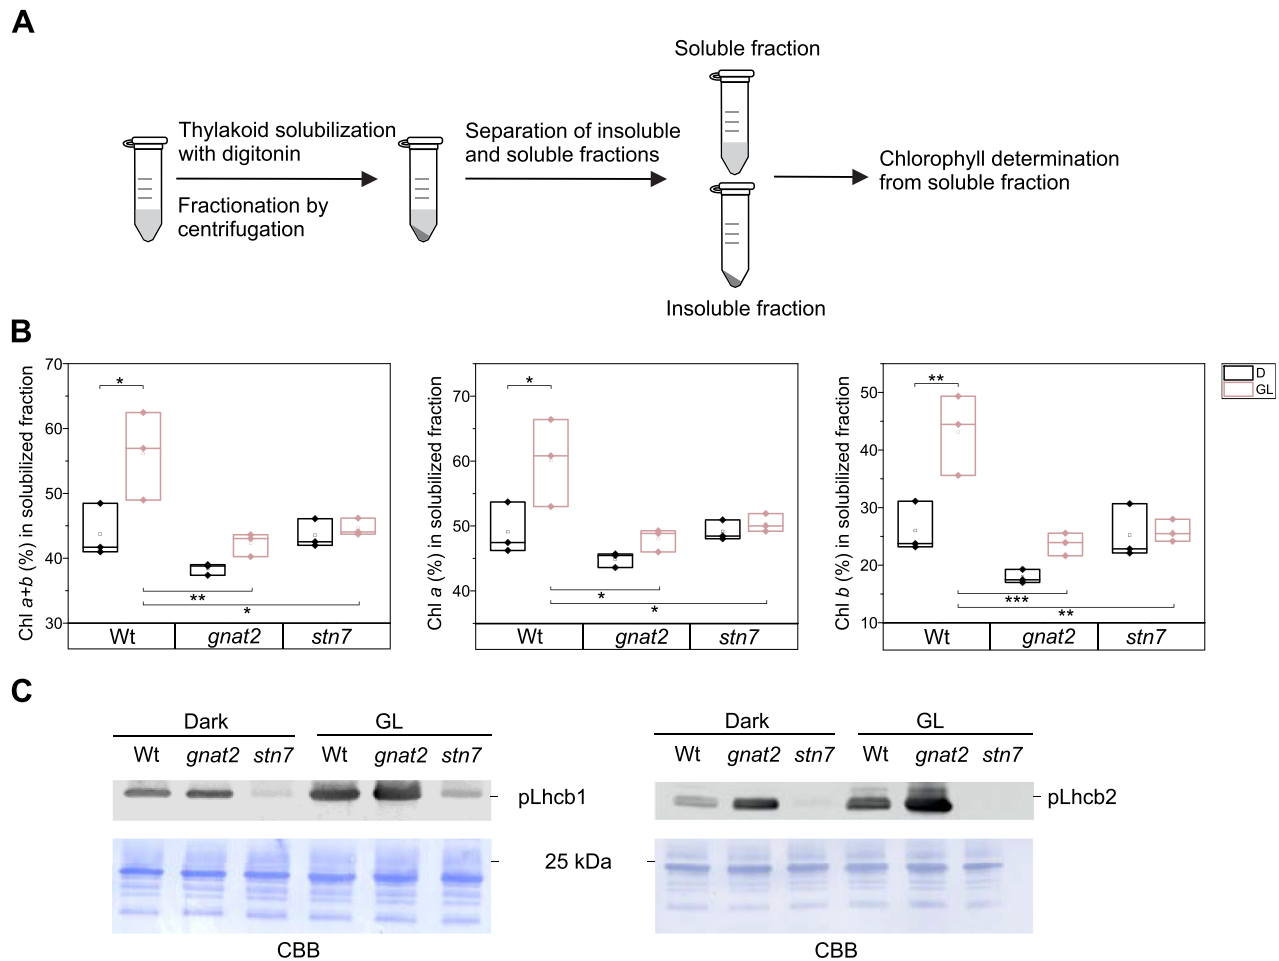 A
Soluble fraction
Thylakoid solubilization
with digitonin
Separation of insoluble
and soluble fractions
Chlorophyll determination
from soluble fraction
Fractionation by
centrifugation
Insoluble fraction
B
Chl a+b (%) in solubilized fraction
70
60
50
40
30
*
**
*
Wt
gnat2
stn7
Chl a (%) in solubilized fraction
70
60
50
40
*
*
*
Wt
gnat2
stn7
Chl b (%) in solubilized fraction
50
40
30
20
10
**
***
**
Wt
gnat2
stn7
D
GL
C
Dark GL
Wt gnat2 stn7 Wt gnat2 stn7
pLhcb1
Dark GL
Wt gnat2 stn7 Wt gnat2 stn7
pLhcb2
25 kDa
CBB
CBB